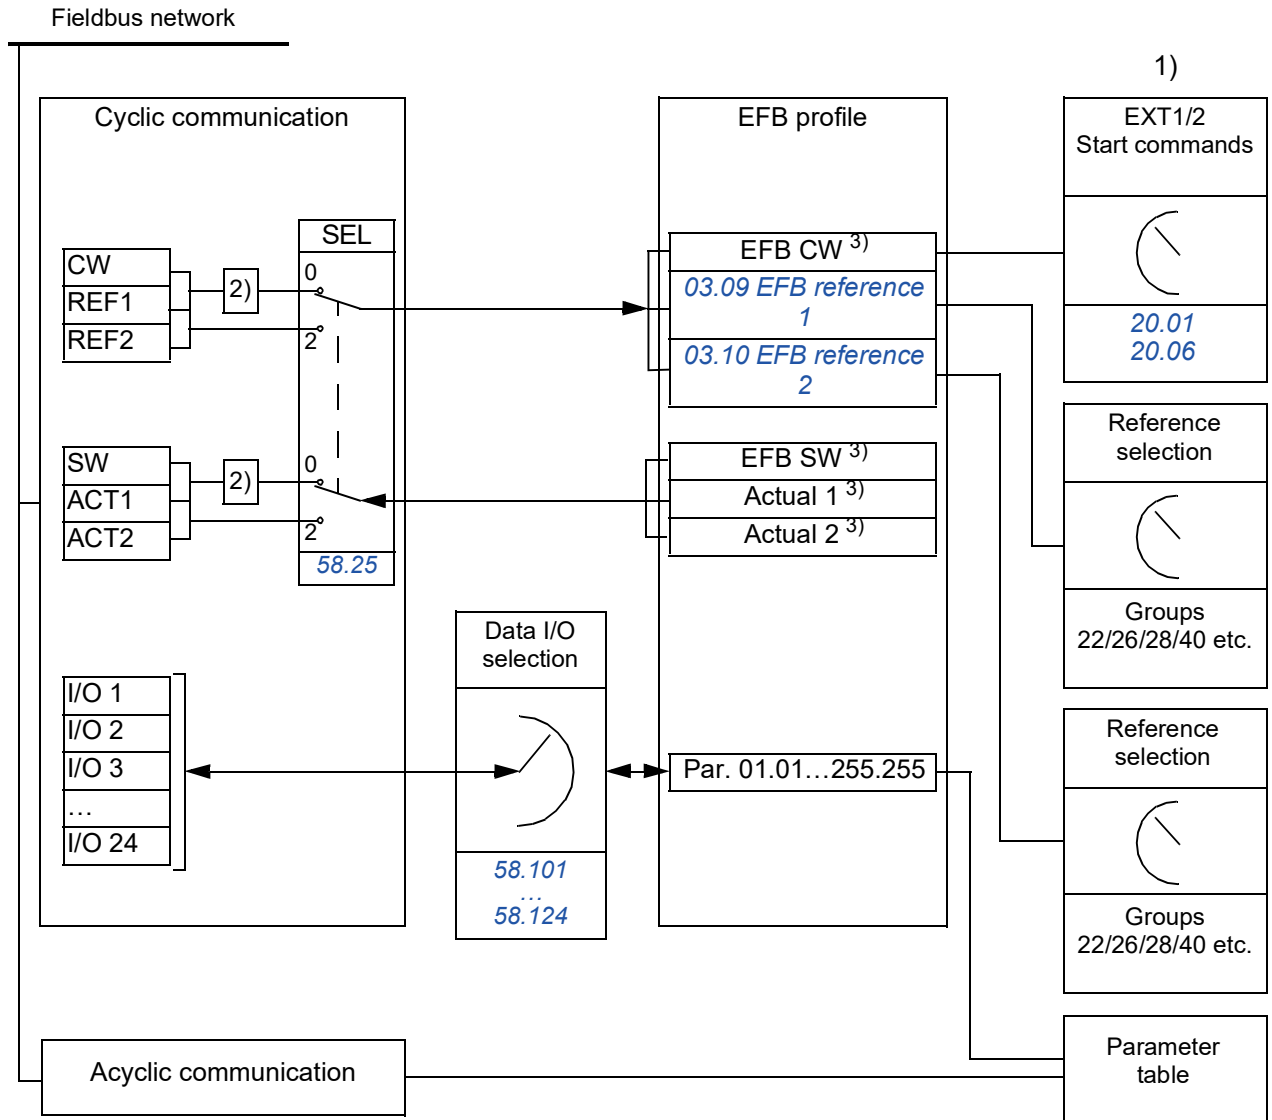 Fieldbus network
1)
Cyclic communication
SEL
CW
REF1
REF2
2)
0
2
SW
ACT1
ACT2
2)
0
2
58.25
I/O 1
I/O 2
I/O 3
…
I/O 24
Data I/O
selection
58.101
…
58.124
EFB profile
EFB CW 3)
03.09 EFB reference
1
03.10 EFB reference
2
EFB SW 3)
Actual 1 3)
Actual 2 3)
Par. 01.01…255.255
EXT1/2
Start commands
20.01
20.06
Reference
selection
Groups
22/26/28/40 etc.
Reference
selection
Groups
22/26/28/40 etc.
Acyclic communication
Parameter
table